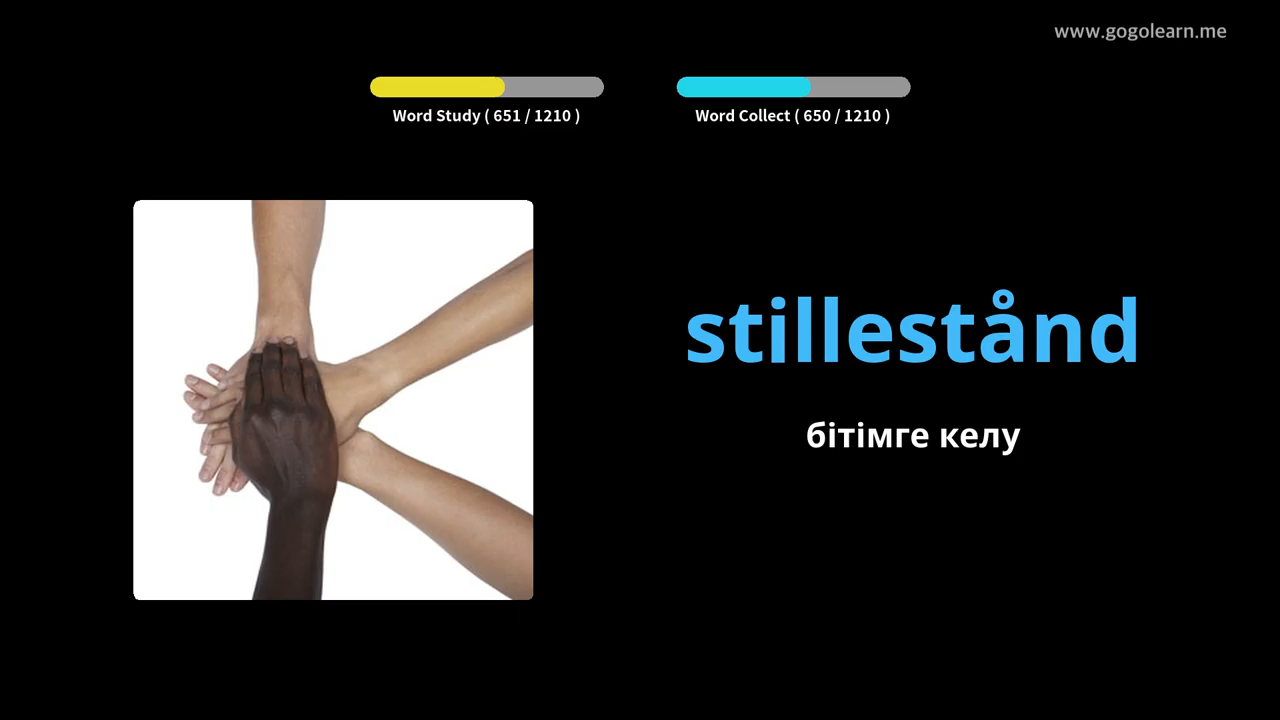 www.gogolearn.me
Word Study ( 651 / 1210 )
Word Collect ( 650 / 1210 )
stillestånd
бітімге келу